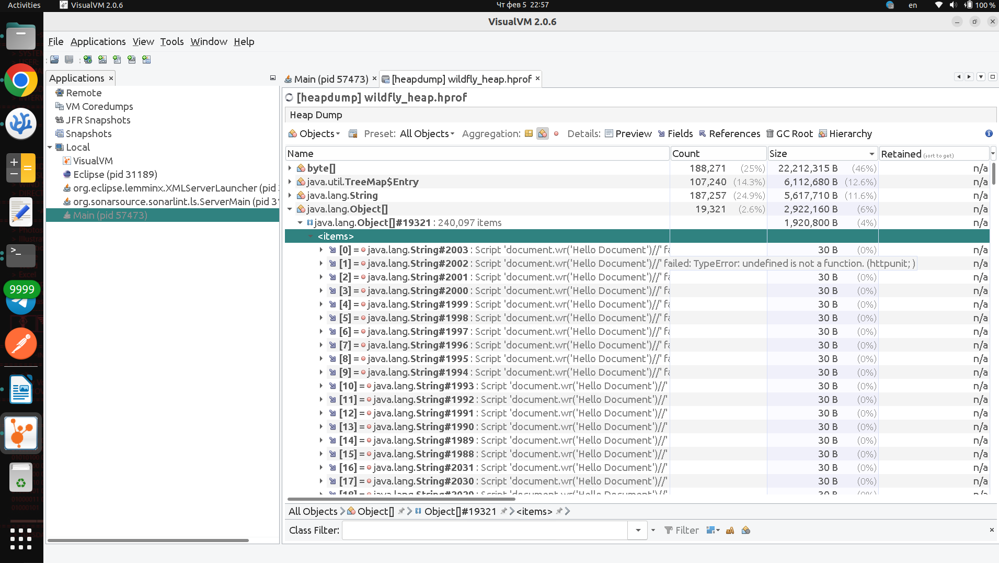 Activities
VisualVM 2.0.6
Чт фев 5 22:57
en
100 %
VisualVM 2.0.6
File Applications View Tools Window Help
Applications
Remote
VM Coredumps
JFR Snapshots
Snapshots
Local
VisualVM
Eclipse (pid 31189)
org.eclipse.lemminx.XMLServerLauncher (pid 3
org.sonarsource.sonarlint.ls.ServerMain (pid 31
Main (pid 57473)
9999
Main (pid 57473)
[heapdump] wildfly_heap.hprof
[heapdump] wildfly_heap.hprof
Heap Dump
Objects Preset: All Objects Aggregation: Details: Preview Fields References GC Root Hierarchy
Name Count Size Retained (sort to get)
byte[] 188,271 (25%) 22,212,315 B (46%) n/a
java.util.TreeMap$Entry 107,240 (14.3%) 6,112,680 B (12.6%) n/a
java.lang.String 187,257 (24.9%) 5,617,710 B (11.6%) n/a
java.lang.Object[] 19,321 (2.6%) 2,922,160 B (6%) n/a
java.lang.Object[]#19321 : 240,097 items 1,920,800 B (4%) n/a
<items>
[0] = java.lang.String#2003 : Script 'document.wr('Hello Document')//' fa 30 B (0%) n/a
[1] = java.lang.String#2002 : Script 'document.wr('Hello Document')//' failed: TypeError: undefined is not a function. (httpunit; ) n/a
[2] = java.lang.String#2001 : Script 'document.wr('Hello Document')//' fa 30 B (0%) n/a
[3] = java.lang.String#2000 : Script 'document.wr('Hello Document')//' fa 30 B (0%) n/a
[4] = java.lang.String#1999 : Script 'document.wr('Hello Document')//' fa 30 B (0%) n/a
[5] = java.lang.String#1998 : Script 'document.wr('Hello Document')//' fa 30 B (0%) n/a
[6] = java.lang.String#1997 : Script 'document.wr('Hello Document')//' fa 30 B (0%) n/a
[7] = java.lang.String#1996 : Script 'document.wr('Hello Document')//' fa 30 B (0%) n/a
[8] = java.lang.String#1995 : Script 'document.wr('Hello Document')//' fa 30 B (0%) n/a
[9] = java.lang.String#1994 : Script 'document.wr('Hello Document')//' fa 30 B (0%) n/a
[10] = java.lang.String#1993 : Script 'document.wr('Hello Document')//' 30 B (0%) n/a
[11] = java.lang.String#1992 : Script 'document.wr('Hello Document')//' 30 B (0%) n/a
[12] = java.lang.String#1991 : Script 'document.wr('Hello Document')//' 30 B (0%) n/a
[13] = java.lang.String#1990 : Script 'document.wr('Hello Document')//' 30 B (0%) n/a
[14] = java.lang.String#1989 : Script 'document.wr('Hello Document')//' 30 B (0%) n/a
[15] = java.lang.String#1988 : Script 'document.wr('Hello Document')//' 30 B (0%) n/a
[16] = java.lang.String#2031 : Script 'document.wr('Hello Document')//' 30 B (0%) n/a
[17] = java.lang.String#2030 : Script 'document.wr('Hello Document')//' 30 B (0%) n/a
[18] = java.lang.String#2029 : Script 'document.wr('Hello Document')//' 30 B (0%) n/a
All Objects Object[] Object[]#19321 <items>
Class Filter: Filter